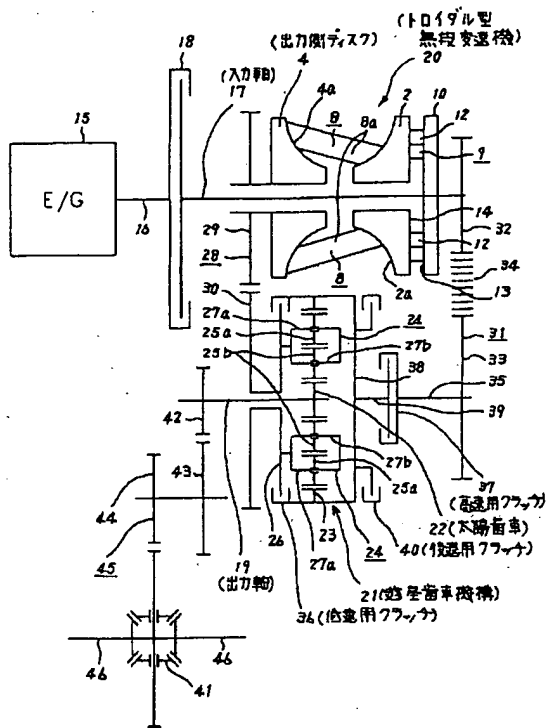 (トロイダル型
無段変速機)
(出力側ディスク)
20
18
4
2
10
(入力軸)
17
4a
8
8a
12
9
15
E/G
16
29
14
32
28
8
12
34
30
2a
13
27a
24
31
25a
27b
38
33
25b
35
42
39
27b
37
43
25a
(高速用クラッチ)
44
22(太陽歯車)
26
23
24
40(後退用クラッチ)
45
19
27a
(出力軸)
21(遊星歯車機構)
36(低速用クラッチ)
46
46
41